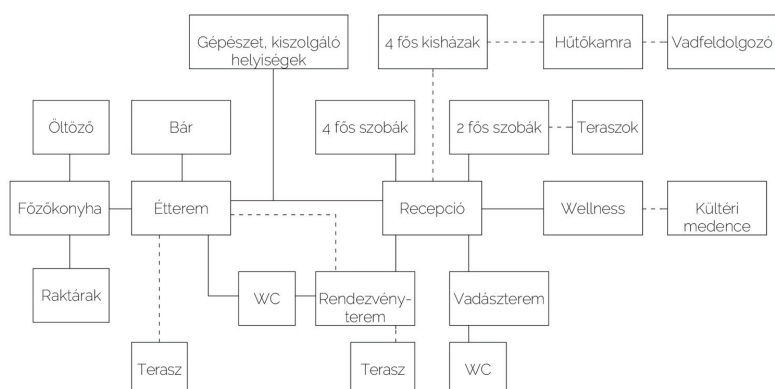 Gépészet, kiszolgáló
helyiségek
4 fős kisházak
Hűtőkamra
Vadfeldolgozó
Öltöző
Bár
4 fős szobák
2 fős szobák
Teraszok
Főzőkonyha
Étterem
Recepció
Wellness
Kültéri
medence
Raktárak
WC
Rendezvény-
terem
Vadászterem
Terasz
Terasz
WC